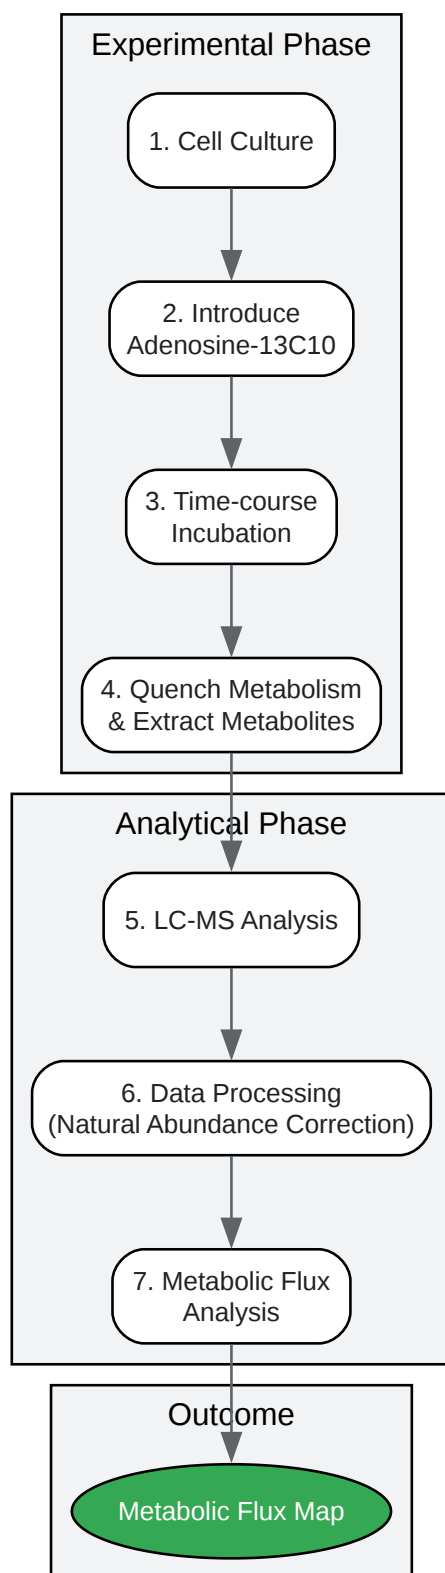 Experimental Phase
1. Cell Culture
2. Introduce
Adenosine-13C10
3. Time-course
Incubation
4. Quench Metabolism
& Extract Metabolites
Analytical Phase
5. LC-MS Analysis
6. Data Processing
(Natural Abundance Correction)
7. Metabolic Flux
Analysis
Outcome
Metabolic Flux Map